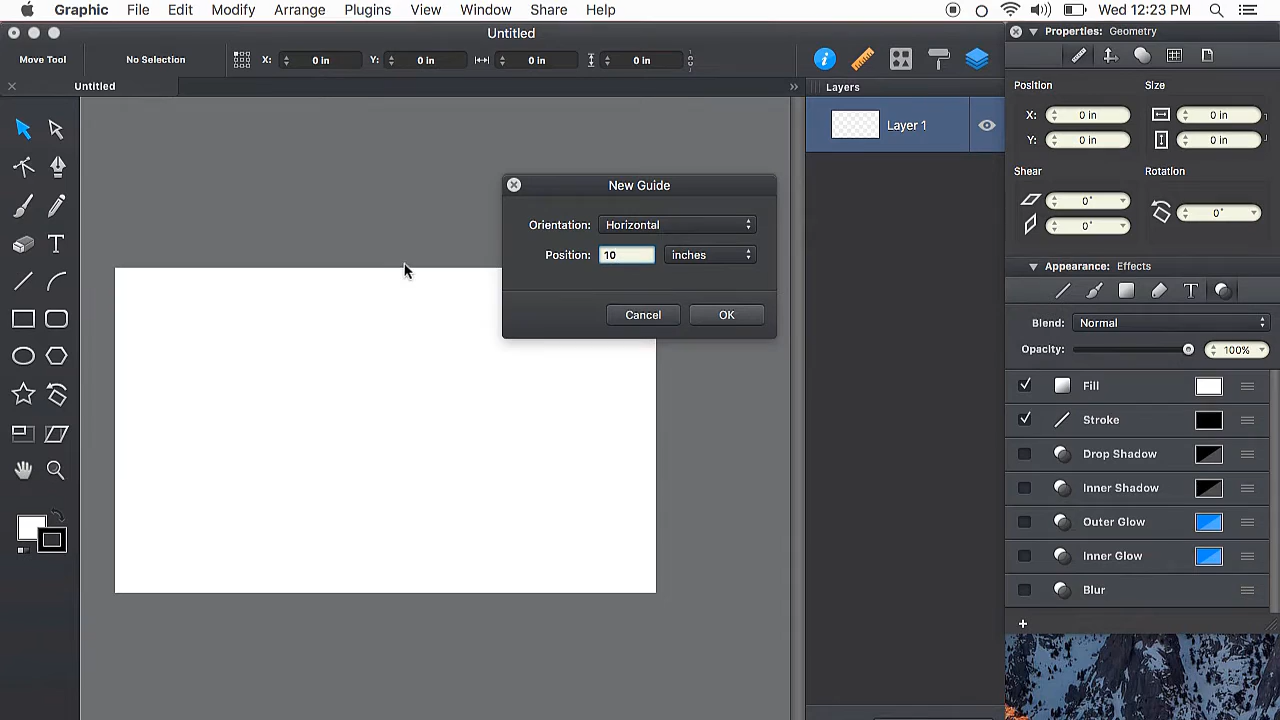 Graphic File Edit Modify Arrange Plugins View Window Share Help Wed 12:23 PM
Untitled
Move Tool No Selection X: 0 in Y: 0 in 0 in 0 in
Untitled
Layers
Layer 1
New Guide
Orientation: Horizontal
Position: 10 inches
Cancel OK
Properties: Geometry
Position Size
X: 0 in 0 in
Y: 0 in 0 in
Shear Rotation
0°
0°
0°
Appearance: Effects
Blend: Normal
Opacity: 100%
Fill
Stroke
Drop Shadow
Inner Shadow
Outer Glow
Inner Glow
Blur